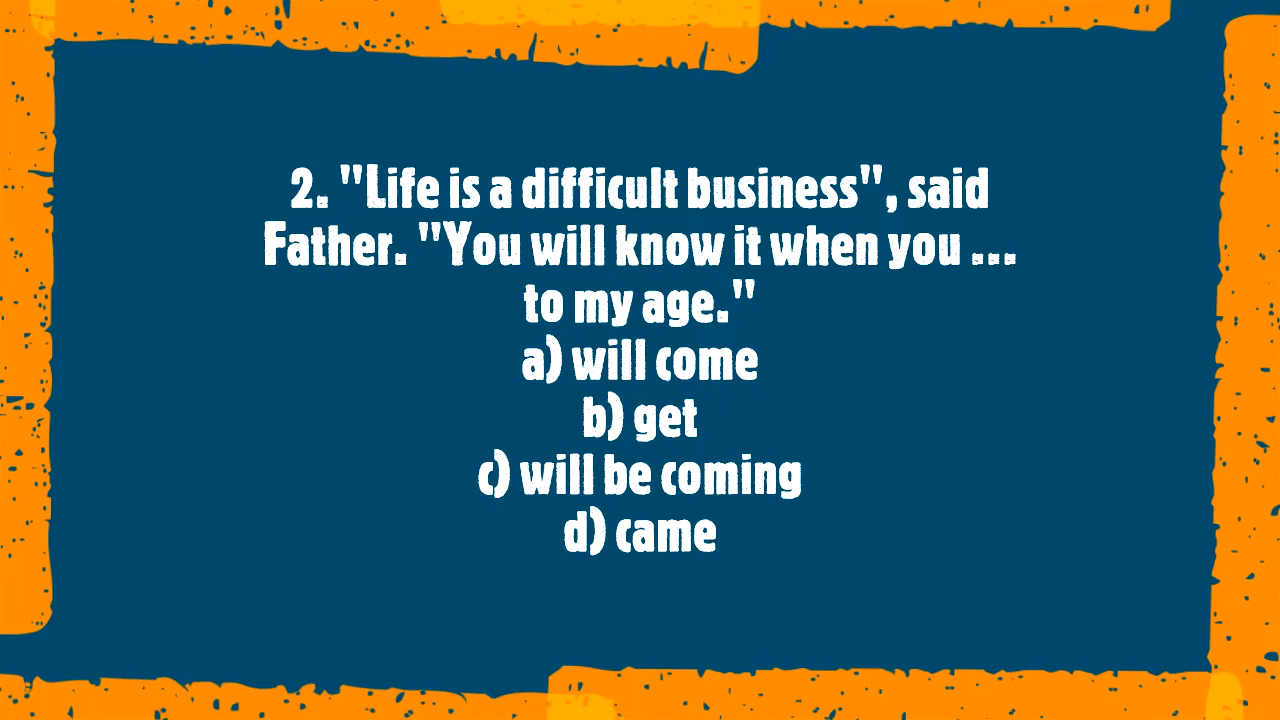 2. "Life is a difficult business", said
Father. "You will know it when you ...
to my age."
a) will come
b) get
c) will be coming
d) came